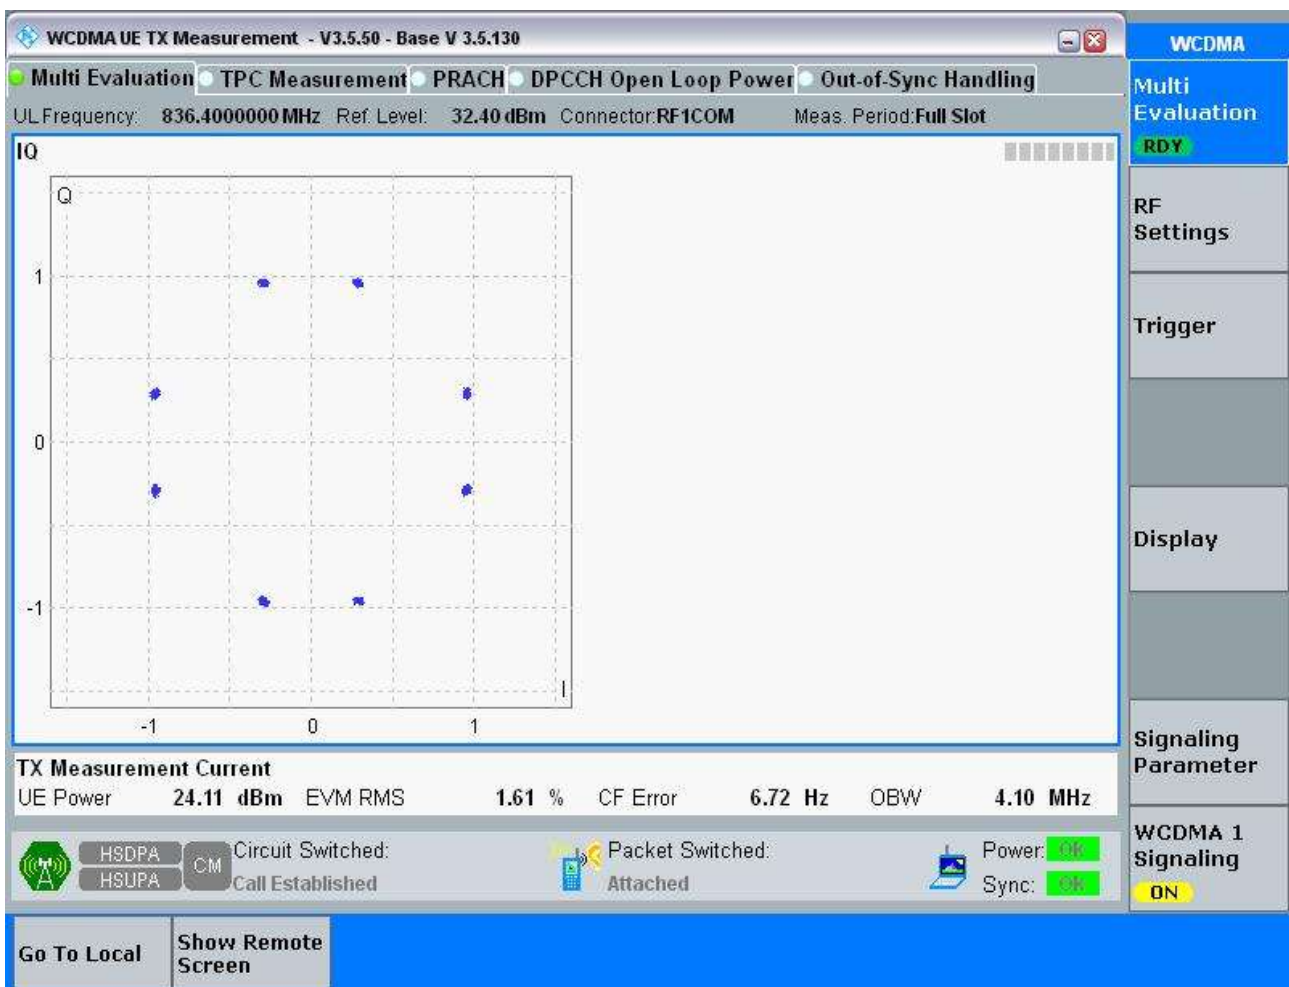 WCDMA UE TX Measurement - V3.5.50 - Base V 3.5.130
Multi Evaluation TPC Measurement PRACH DPCCH Open Loop Power Out-of-Sync Handling
UL Frequency: 836.4000000 MHz Ref. Level: 32.40 dBm Connector:RF1COM Meas. Period:Full Slot
IQ
Q
1
0
-1
I
-1 0 1
TX Measurement Current
UE Power 24.11 dBm EVM RMS 1.61 % CF Error 6.72 Hz OBW 4.10 MHz
HSDPA
HSUPA
CM
Circuit Switched:
Call Established
Packet Switched:
Attached
Power: Ok
Sync: Ok
WCDMA
Multi
Evaluation
RDY
RF
Settings
Trigger
Display
Signaling
Parameter
WCDMA 1
Signaling
ON
Go To Local
Show Remote
Screen